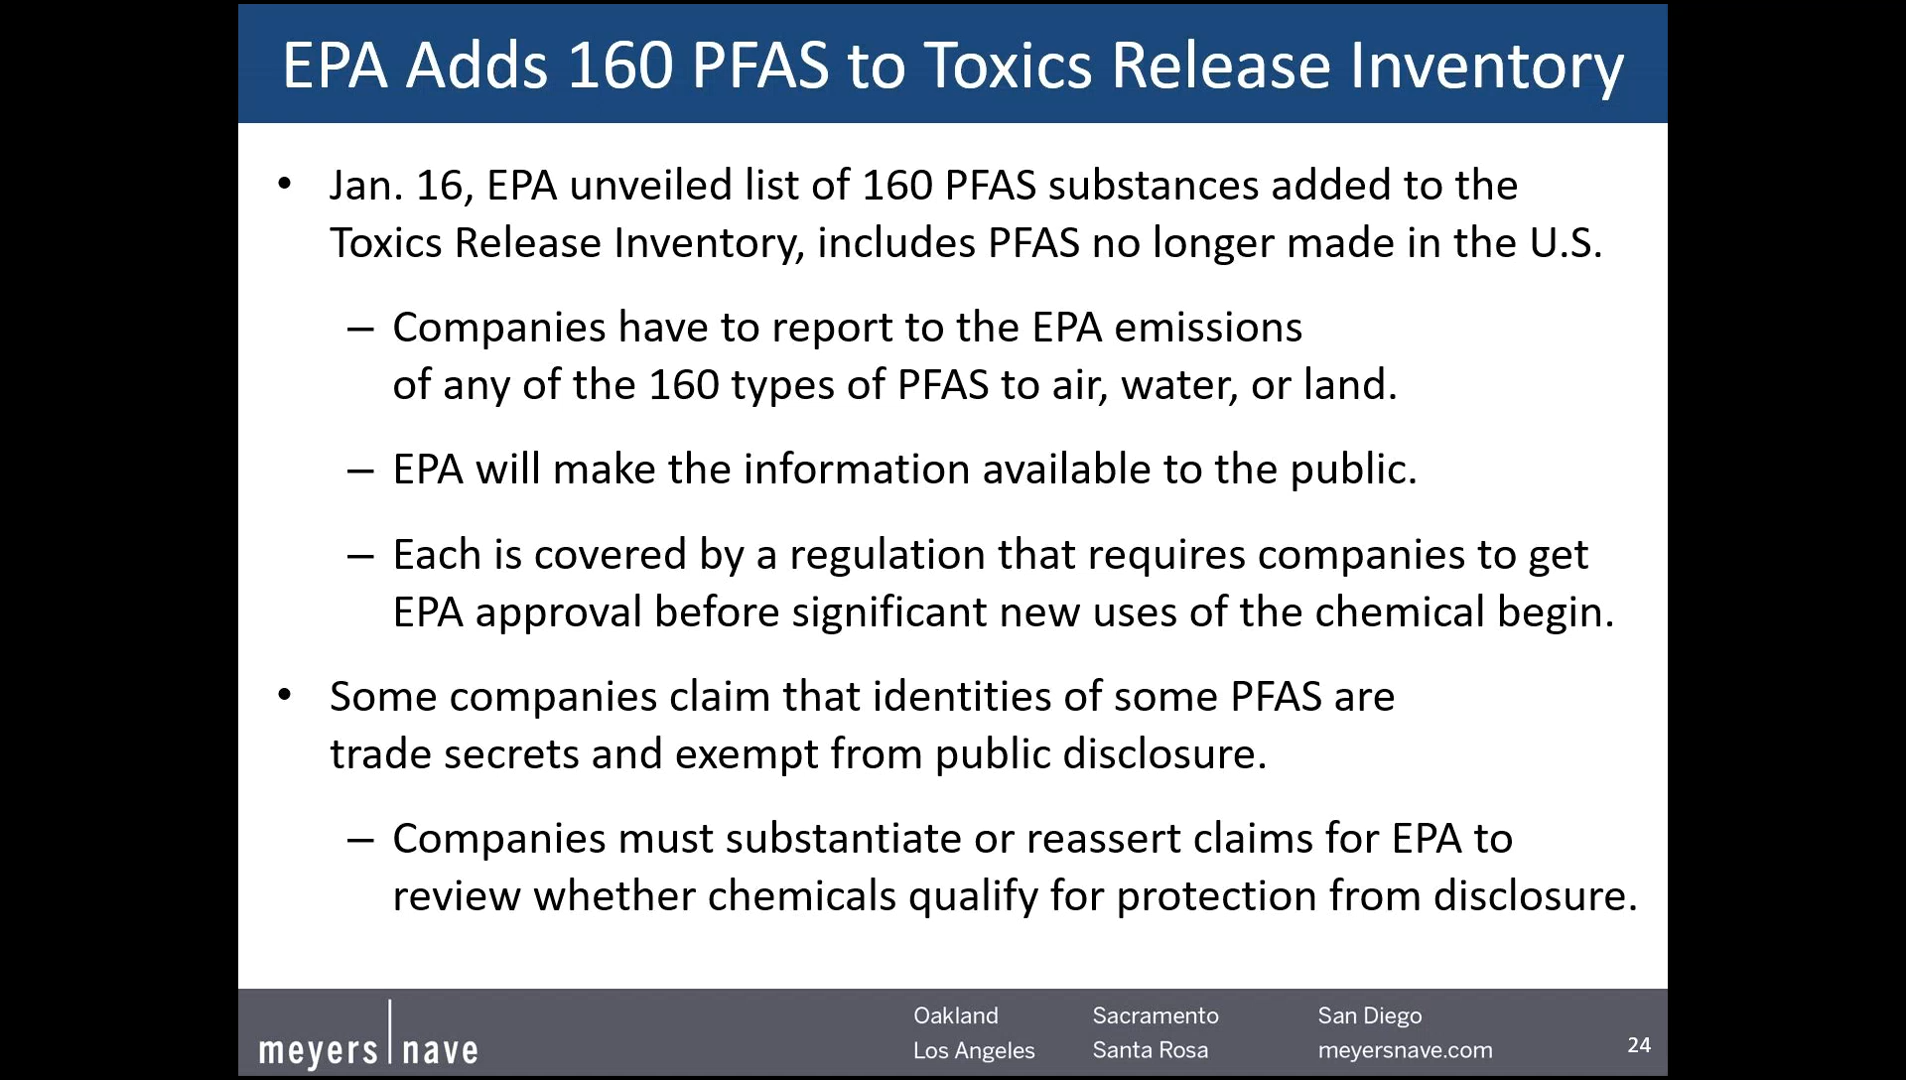 EPA Adds 160 PFAS to Toxics Release Inventory
• Jan. 16, EPA unveiled list of 160 PFAS substances added to the
Toxics Release Inventory, includes PFAS no longer made in the U.S.
– Companies have to report to the EPA emissions
of any of the 160 types of PFAS to air, water, or land.
– EPA will make the information available to the public.
– Each is covered by a regulation that requires companies to get
EPA approval before significant new uses of the chemical begin.
• Some companies claim that identities of some PFAS are
trade secrets and exempt from public disclosure.
– Companies must substantiate or reassert claims for EPA to
review whether chemicals qualify for protection from disclosure.
meyers nave
Oakland
Los Angeles
Sacramento
Santa Rosa
San Diego
meyersnave.com
24